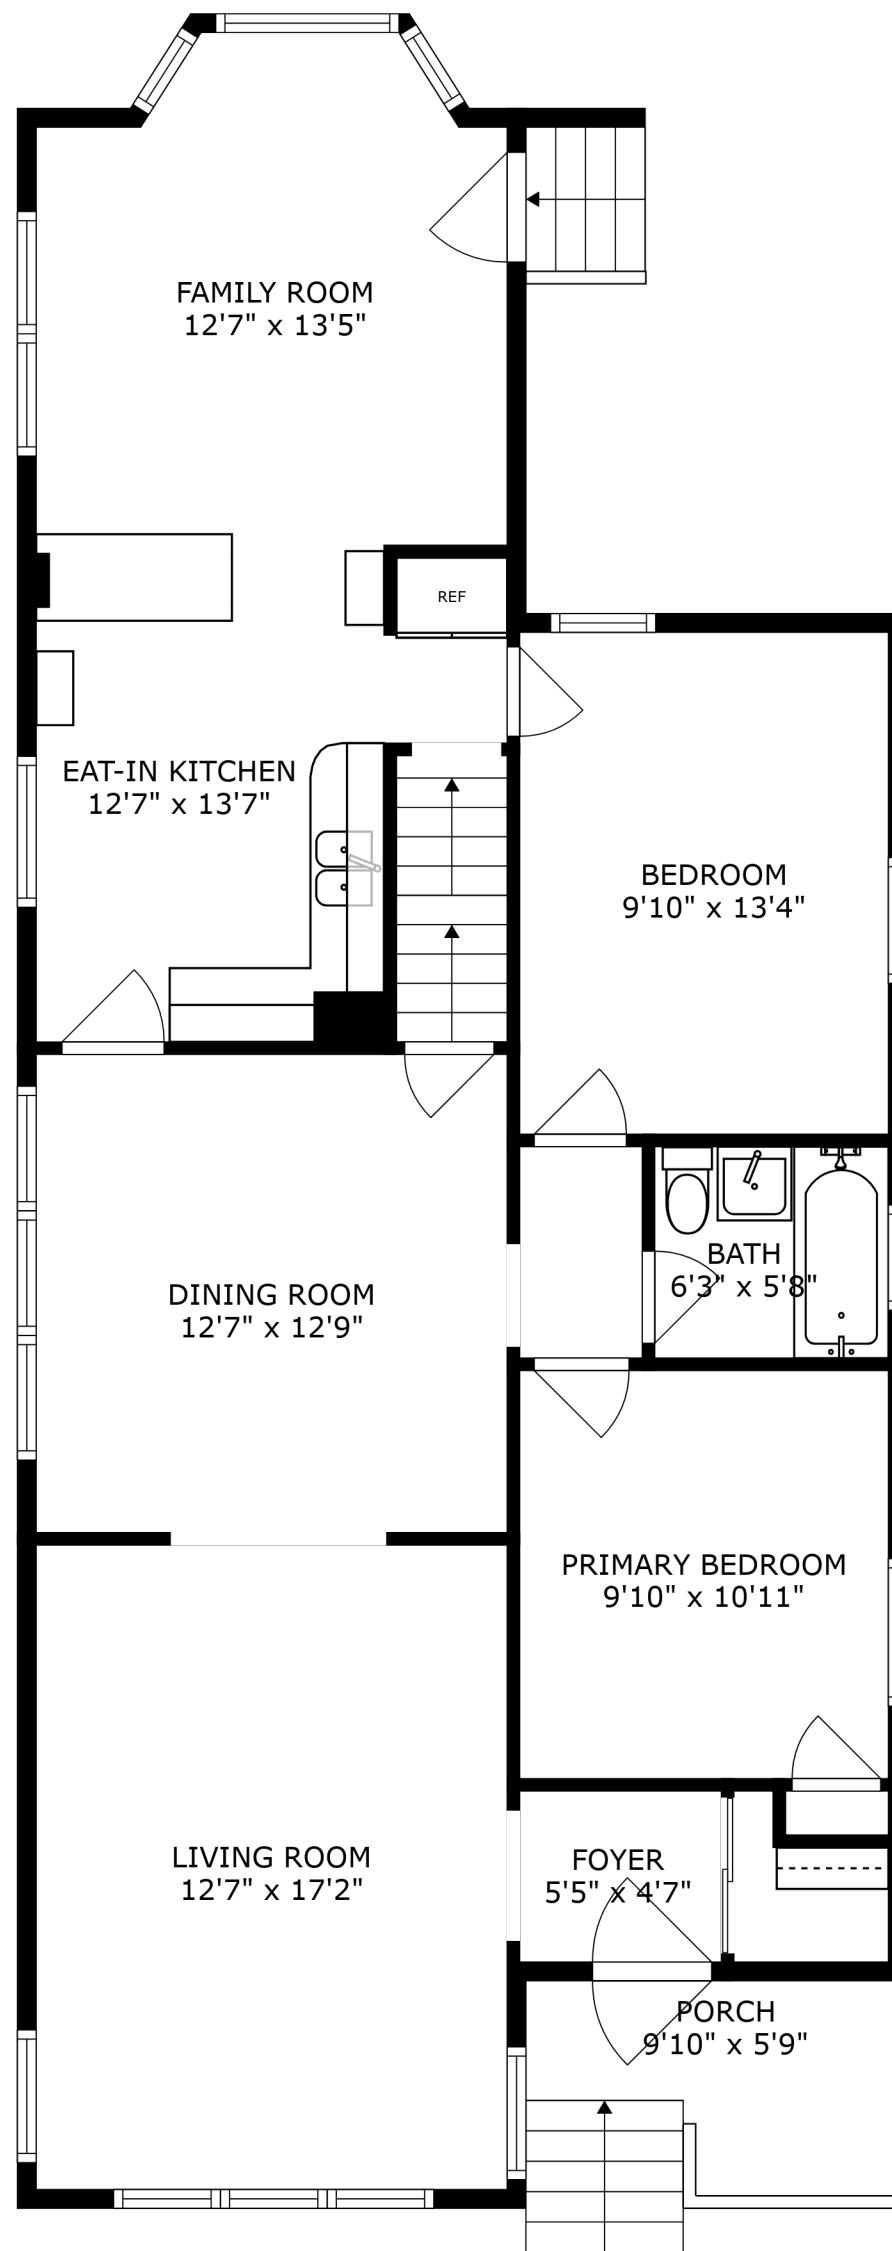 FAMILY ROOM
12'7" x 13'5"
REF
EAT-IN KITCHEN
12'7" x 13'7"
BEDROOM
9'10" x 13'4"
BATH
6'3" x 5'8"
DINING ROOM
12'7" x 12'9"
PRIMARY BEDROOM
9'10" x 10'11"
LIVING ROOM
12'7" x 17'2"
FOYER
5'5" x 4'7"
PORCH
9'10" x 5'9"